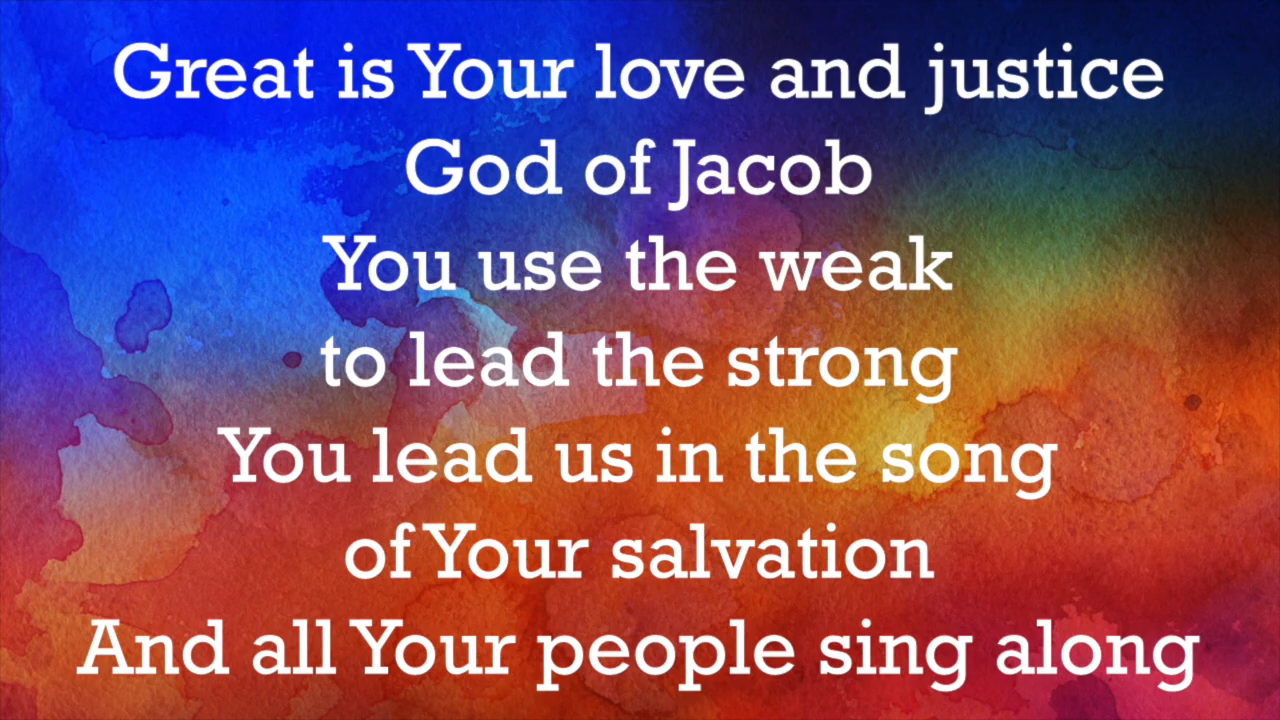 Great is Your love and justice
God of Jacob
You use the weak
to lead the strong
You lead us in the song
of Your salvation
And all Your people sing along